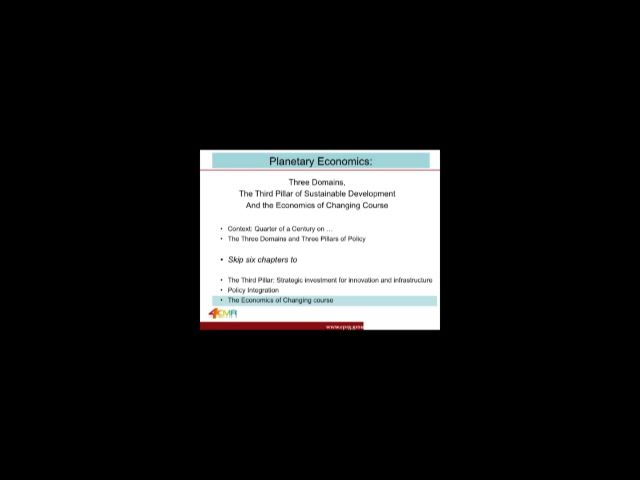 Planetary Economics:
Three Domains,
The Third Pillar of Sustainable Development
And the Economics of Changing Course
• Context: Quarter of a Century on …
• The Three Domains and Three Pillars of Policy
• Skip six chapters to
• The Third Pillar: Strategic investment for innovation and infrastructure
• Policy Integration
• The Economics of Changing course
4CMR